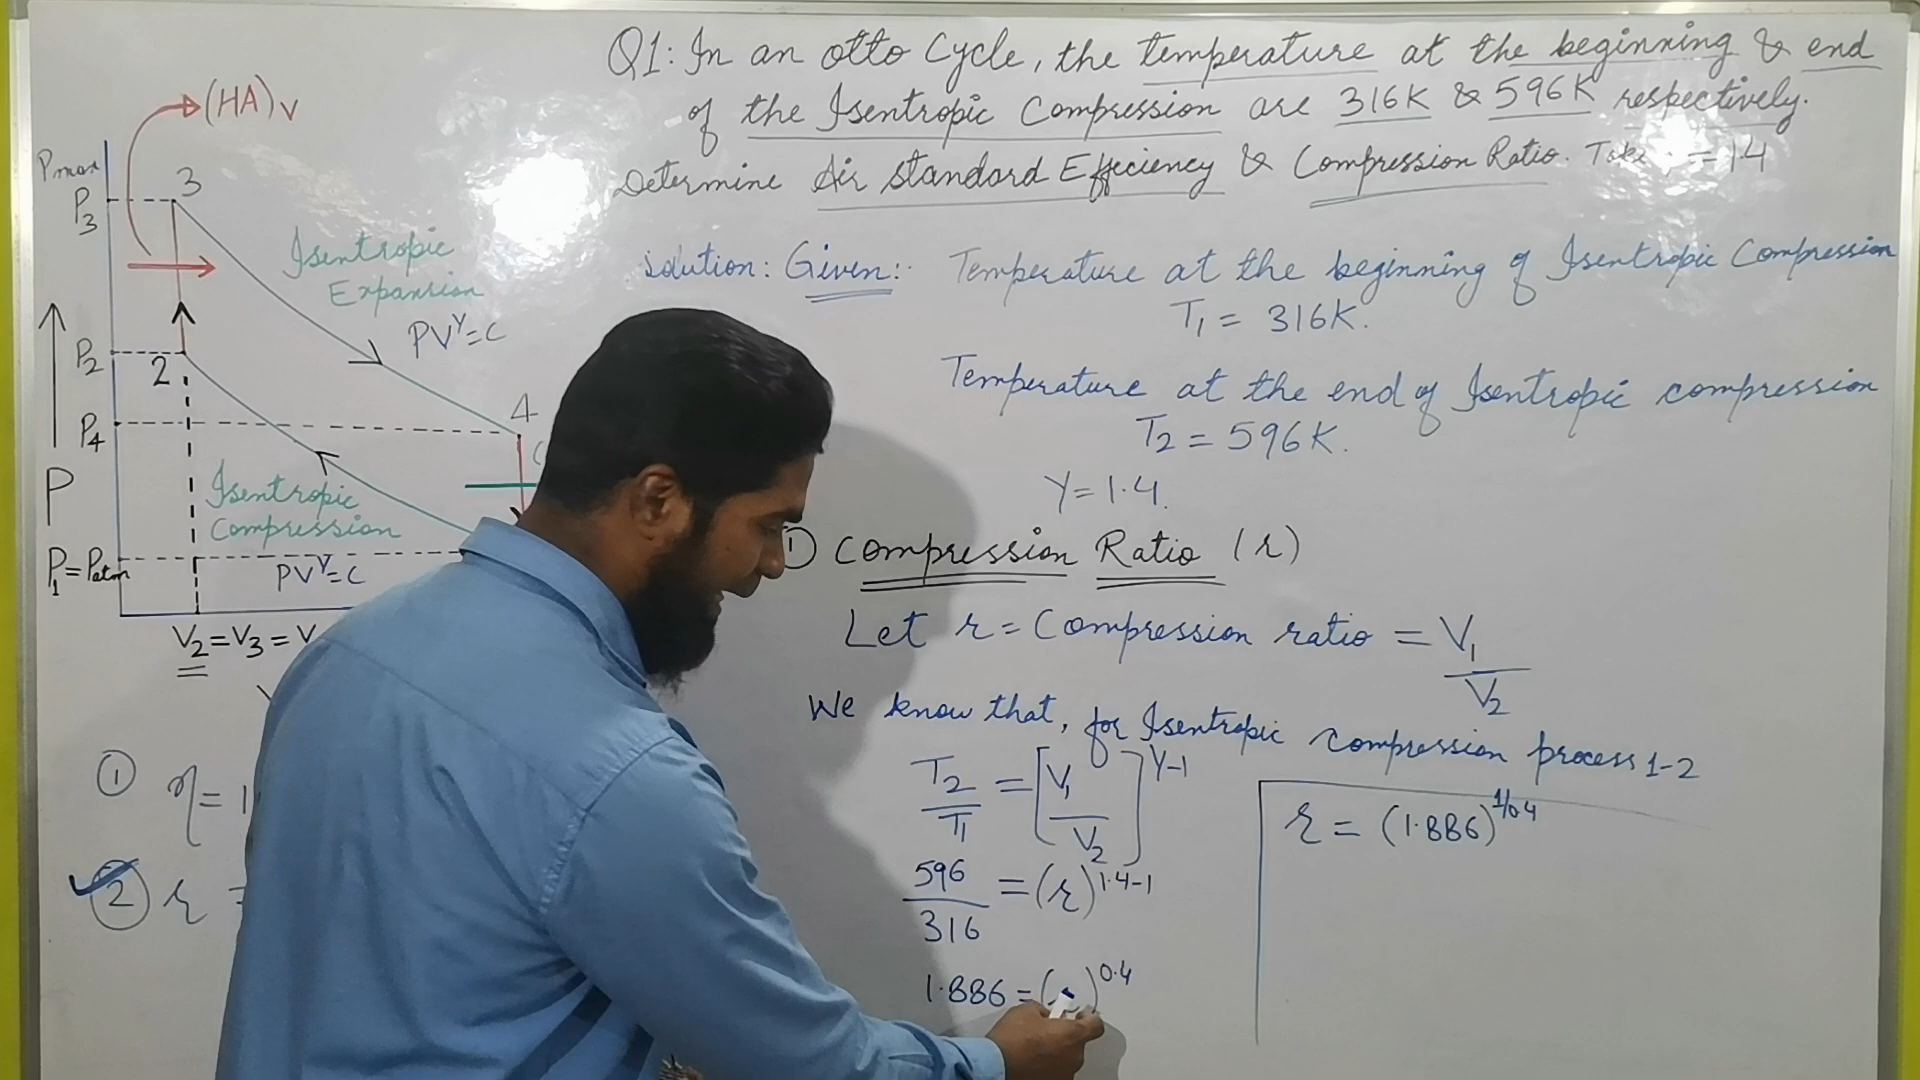 Q1: In an otto Cycle, the temperature at the beginning & end
of the Isentropic Compression are 316K & 596K respectively.
Determine Air standard Effeciency & Compression Ratio. Take = 1.4
(HA)v
Pmax
P3
3
Isentropic
Expansion
PVγ=C
P2
2
P4
4
P
Isentropic
Compression
P1=Patm
PVγ=C
V2=V3=V
① η = 1
② r =
Solution: Given:- Temperature at the beginning of Isentropic Compression
T1 = 316K.
Temperature at the end of Isentropic compression
T2 = 596K.
γ=1.4.
① Compression Ratio (r)
Let r = Compression ratio = V1/V2
We know that, for Isentropic compression process 1-2
T2/T1 = [V1/V2]γ-1
596/316 = (r)1.4-1
1.886 = ( )0.4
r = (1.886)1/0.4